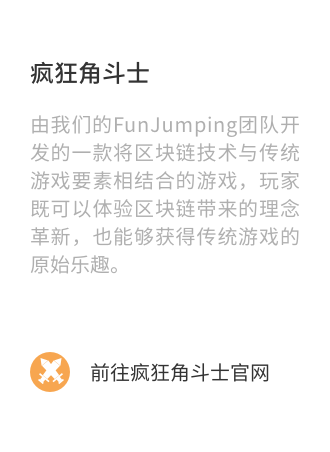 疯狂角斗士
由我们的FunJumping团队开
发的一款将区块链技术与传统
游戏要素相结合的游戏，玩家
既可以体验区块链带来的理念
革新，也能够获得传统游戏的
原始乐趣。
前往疯狂角斗士官网